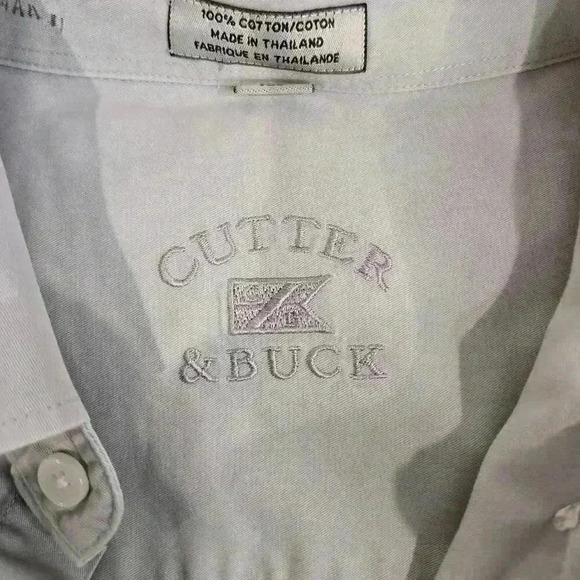 100% COTTON/COTON
MADE IN THAILAND
FABRIQUE EN THAILANDE
CUTTER
& BUCK